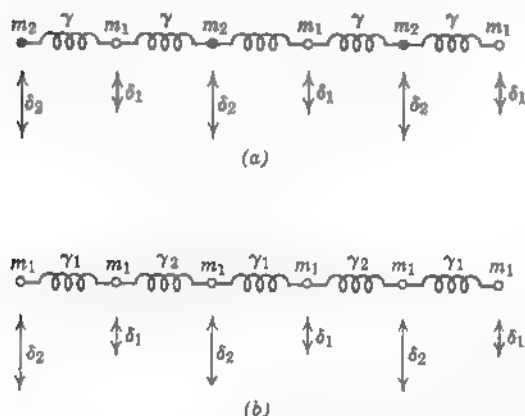 m₂ γ m₁ γ m₂ m₁ γ m₂ γ m₁
δ₂ δ₁ δ₂ δ₁ δ₂ δ₁
(a)
m₁ γ₁ m₁ γ₂ m₁ γ₁ m₁ γ₂ m₁ γ₁ m₁
δ₂ δ₁ δ₂ δ₁ δ₂ δ₁
(b)